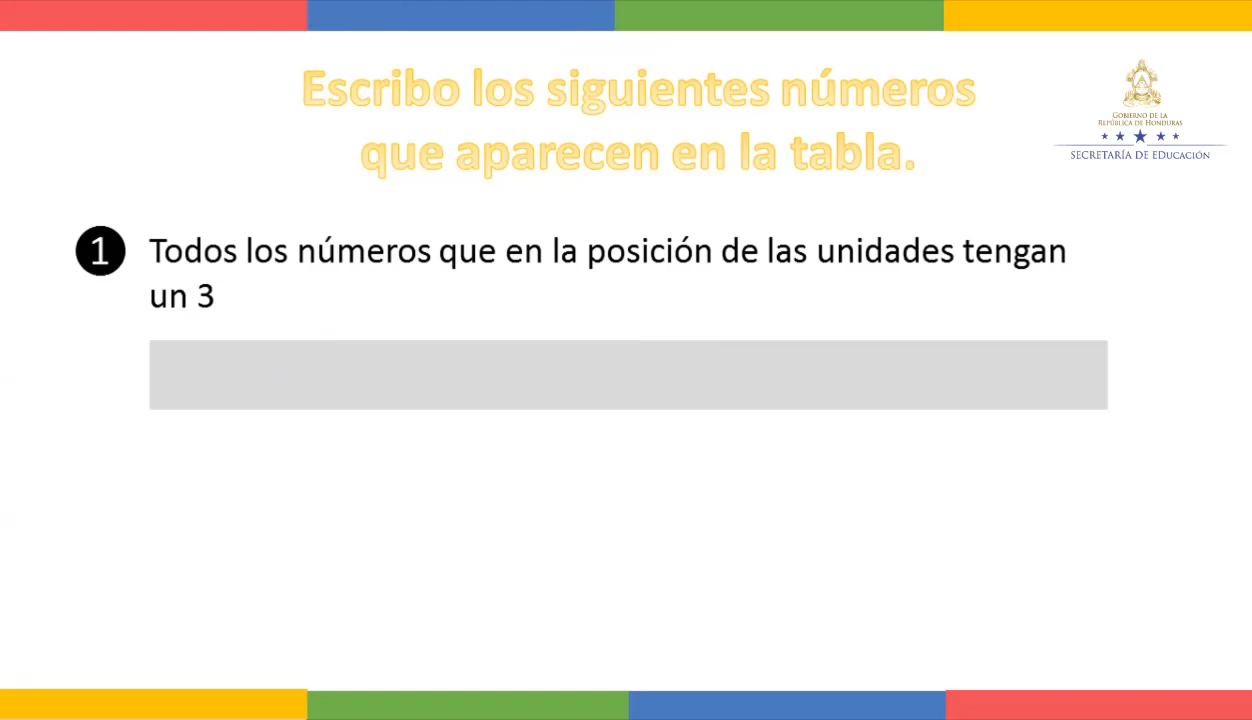 Escribo los siguientes números
que aparecen en la tabla.
GOBIERNO DE LA
REPÚBLICA DE HONDURAS
SECRETARÍA DE EDUCACIÓN
1 Todos los números que en la posición de las unidades tengan
un 3